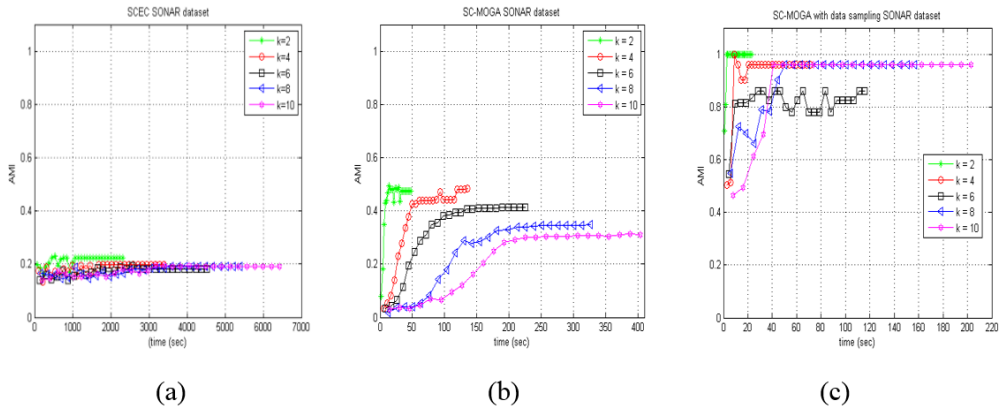 SCEC SONAR dataset
1
0.8
0.6
0.4
0.2
0
AMI
0 1000 2000 3000 4000 5000 6000 7000
(time (sec)
k=2
k=4
k=6
k=8
k=10
(a)
SC-MOGA SONAR dataset
1
0.8
0.6
0.4
0.2
0
AMI
0 50 100 150 200 250 300 350 400
time (sec)
k = 2
k = 4
k = 6
k = 8
k = 10
(b)
SC-MOGA with data sampling SONAR dataset
1
0.8
0.6
0.4
0.2
0
AMI
0 20 40 60 80 100 120 140 160 180 200 220
time (sec)
k = 2
k = 4
k = 6
k = 8
k = 10
(c)